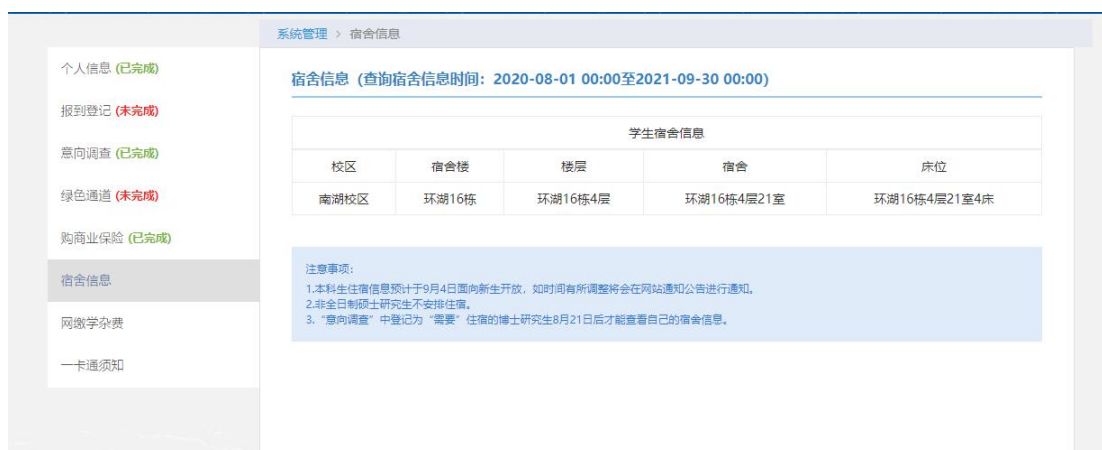 系统管理 > 宿舍信息
个人信息 (已完成)
报到登记 (未完成)
意向调查 (已完成)
绿色通道 (未完成)
购商业保险 (已完成)
宿舍信息
网缴学杂费
一卡通须知
宿舍信息（查询宿舍信息时间：2020-08-01 00:00至2021-09-30 00:00)
学生宿舍信息
校区 宿舍楼 楼层 宿舍 床位
南湖校区 环湖16栋 环湖16栋4层 环湖16栋4层21室 环湖16栋4层21室4床
注意事项：
1.本科生住宿信息预计于9月4日面向新生开放，如时间有所调整将会在网站通知公告进行通知。
2.非全日制硕士研究生不安排住宿。
3.“意向调查”中登记为“需要”住宿的博士研究生8月21日后才能查看自己的宿舍信息。